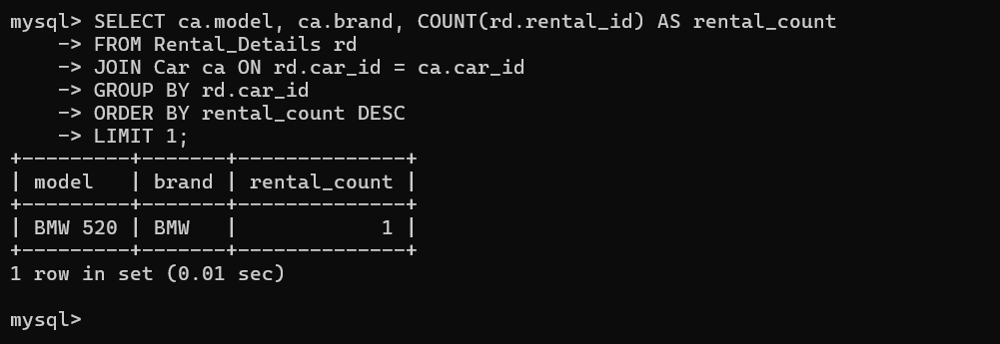 mysql> SELECT ca.model, ca.brand, COUNT(rd.rental_id) AS rental_count
    -> FROM Rental_Details rd
    -> JOIN Car ca ON rd.car_id = ca.car_id
    -> GROUP BY rd.car_id
    -> ORDER BY rental_count DESC
    -> LIMIT 1;
+---------+-------+--------------+
| model   | brand | rental_count |
+---------+-------+--------------+
| BMW 520 | BMW   |            1 |
+---------+-------+--------------+
1 row in set (0.01 sec)
mysql>